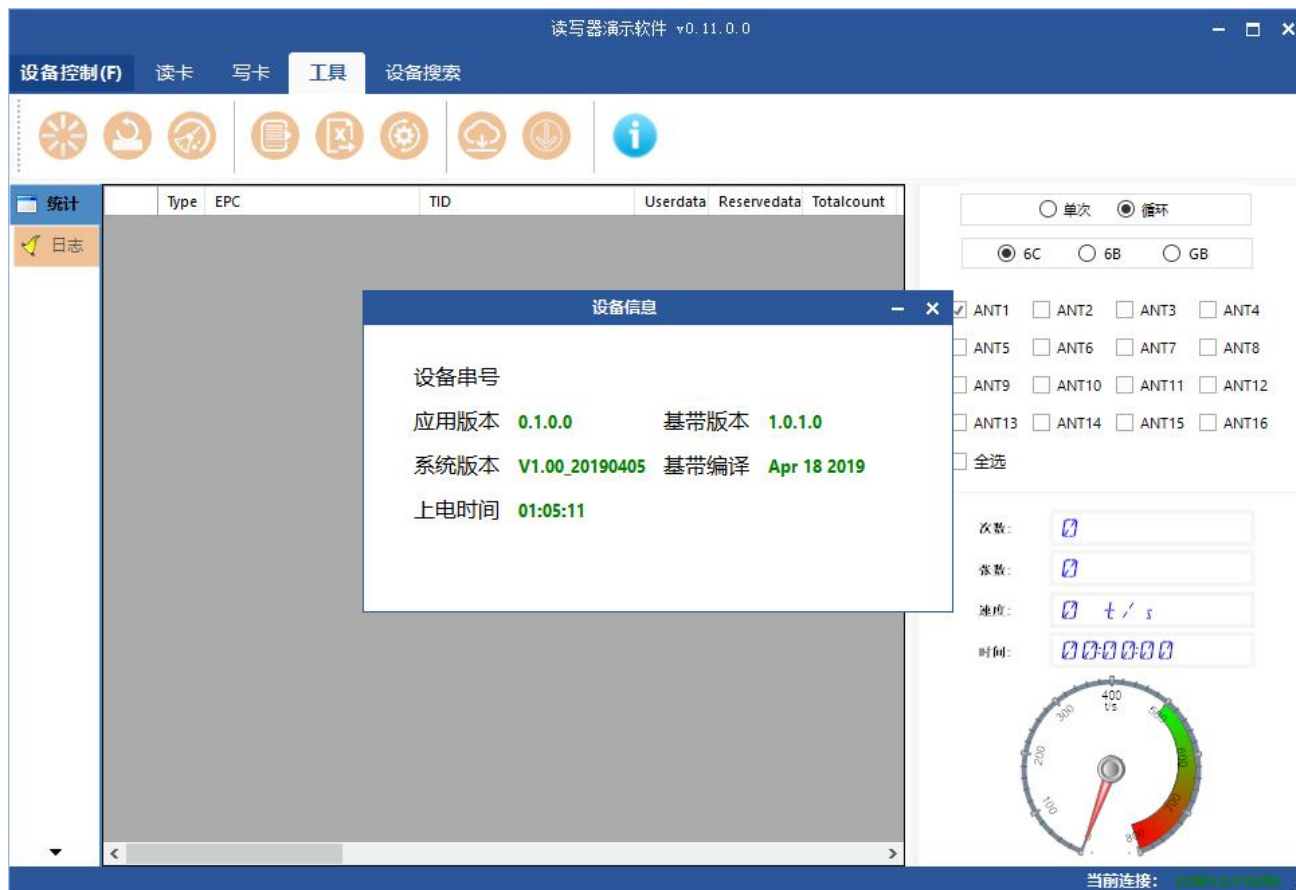 读写器演示软件 v0.11.0.0
设备控制(F) 读卡 写卡 工具 设备搜索
统计
日志
Type EPC TID Userdata Reservedata Totalcount
单次 循环
6C 6B GB
ANT1 ANT2 ANT3 ANT4
ANT5 ANT6 ANT7 ANT8
ANT9 ANT10 ANT11 ANT12
ANT13 ANT14 ANT15 ANT16
全选
设备信息
设备串号
应用版本 0.1.0.0 基带版本 1.0.1.0
系统版本 V1.00_20190405 基带编译 Apr 18 2019
上电时间 01:05:11
次数: 0
张数: 0
速度: 0 t/s
时间: 00:00:00
100 200 300 400 500 600 700 800
t/s
当前连接: